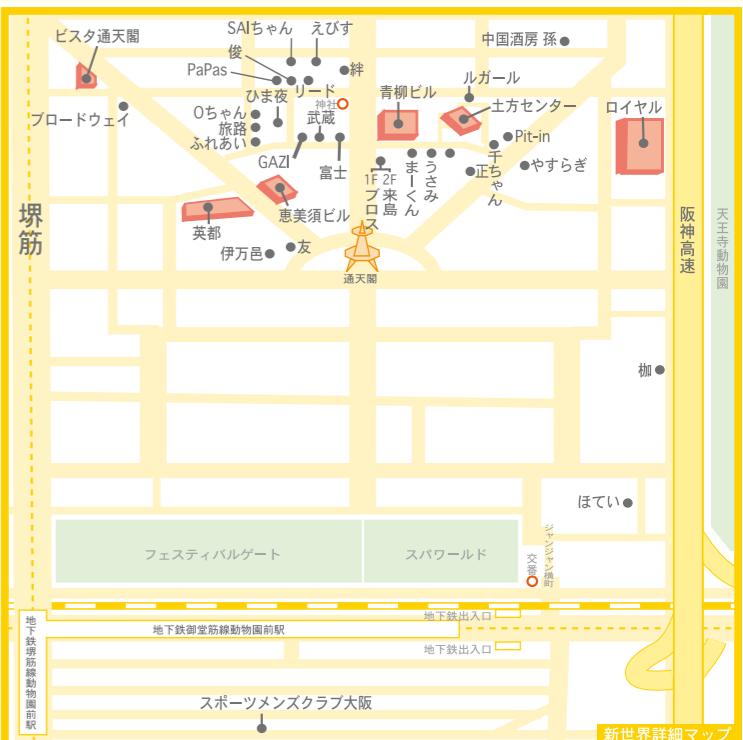 SAIちゃん
えびす
ビスタ通天閣
俊
中国酒房 孫
PaPas
絆
ルガール
リード
ひま夜
神社
青柳ビル
土方センター
ロイヤル
ブロードウェイ
Oちゃん
旅路
ふれあい
武蔵
Pit-in
GAZI
富士
千ちゃん
やすらぎ
正
うさみ
まーくん
1F ブロス
2F 来島
恵美須ビル
堺筋
英都
伊万邑
友
阪神高速
天王寺動物園
通天閣
枷
ほてい
フェスティバルゲート
スパワールド
ジャンジャン横町
交番
地下鉄出入口
地下鉄御堂筋線動物園前駅
地下鉄堺筋線動物園前駅
地下鉄出入口
スポーツメンズクラブ大阪
新世界詳細マップ